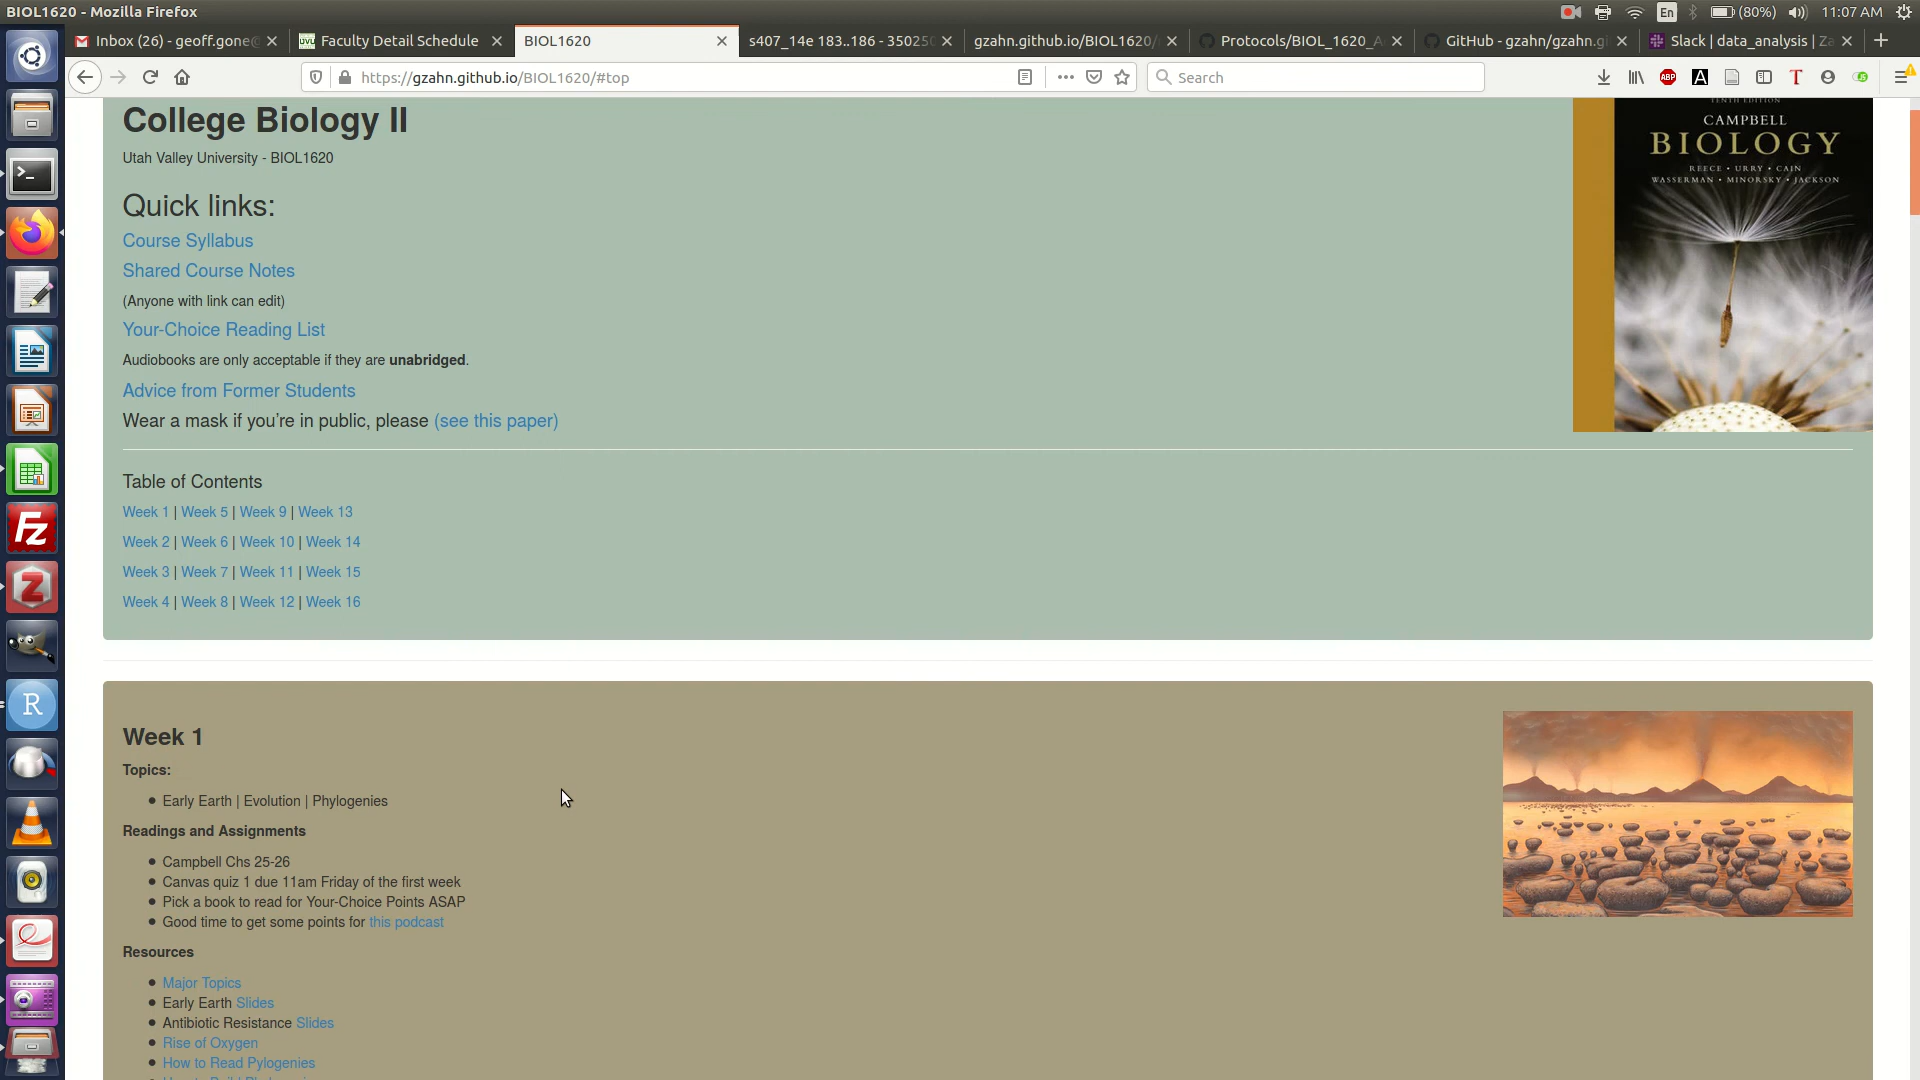 BIOL1620 - Mozilla Firefox
En (80%) 11:07 AM
Inbox (26) - geoff.gone@
UVU Faculty Detail Schedule
BIOL1620
s407_14e 183..186 - 35025
gzahn.github.io/BIOL1620/
Protocols/BIOL_1620_A
GitHub - gzahn/gzahn.gi
Slack | data_analysis | Za
https://gzahn.github.io/BIOL1620/#top
Search
ABP
College Biology II
Utah Valley University - BIOL1620
Quick links:
Course Syllabus
Shared Course Notes
(Anyone with link can edit)
Your-Choice Reading List
Audiobooks are only acceptable if they are unabridged.
Advice from Former Students
Wear a mask if you're in public, please (see this paper)
TENTH EDITION
CAMPBELL
BIOLOGY
REECE • URRY • CAIN
WASSERMAN • MINORSKY • JACKSON
Table of Contents
Week 1 | Week 5 | Week 9 | Week 13
Week 2 | Week 6 | Week 10 | Week 14
Week 3 | Week 7 | Week 11 | Week 15
Week 4 | Week 8 | Week 12 | Week 16
Week 1
Topics:
Early Earth | Evolution | Phylogenies
Readings and Assignments
Campbell Chs 25-26
Canvas quiz 1 due 11am Friday of the first week
Pick a book to read for Your-Choice Points ASAP
Good time to get some points for this podcast
Resources
Major Topics
Early Earth Slides
Antibiotic Resistance Slides
Rise of Oxygen
How to Read Pylogenies